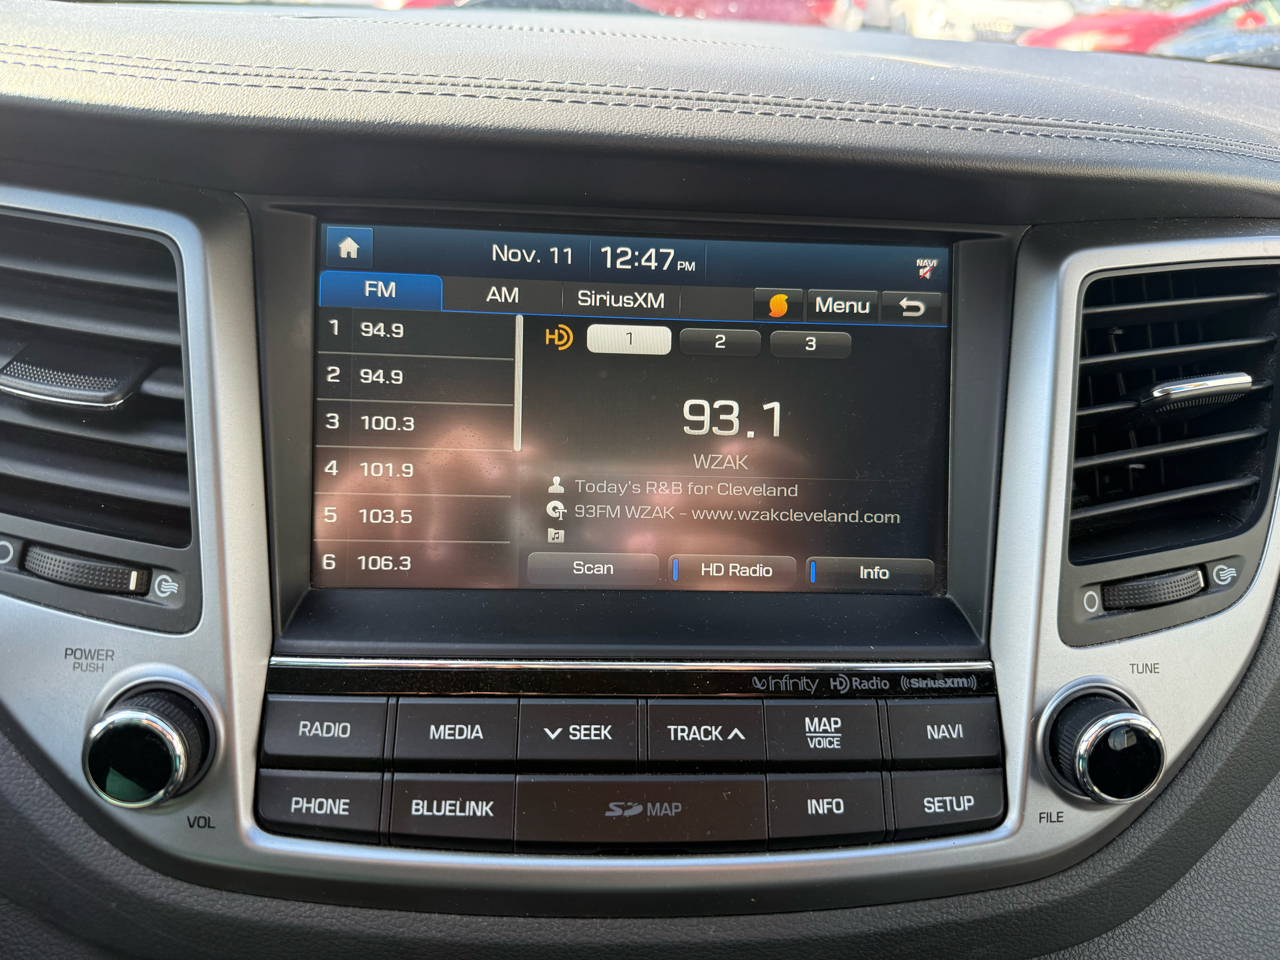 Nov. 11 12:47 PM NAVI
FM AM SiriusXM Menu
1 94.9
2 94.9
3 100.3
4 101.9
5 103.5
6 106.3
HD 1 2 3
93.1
WZAK
Today's R&B for Cleveland
93FM WZAK - www.wzakcleveland.com
Scan HD Radio Info
Infinity HD Radio ((SiriusXM))
POWER
PUSH
VOL
TUNE
FILE
RADIO MEDIA SEEK TRACK MAP VOICE NAVI
PHONE BLUELINK SD MAP INFO SETUP